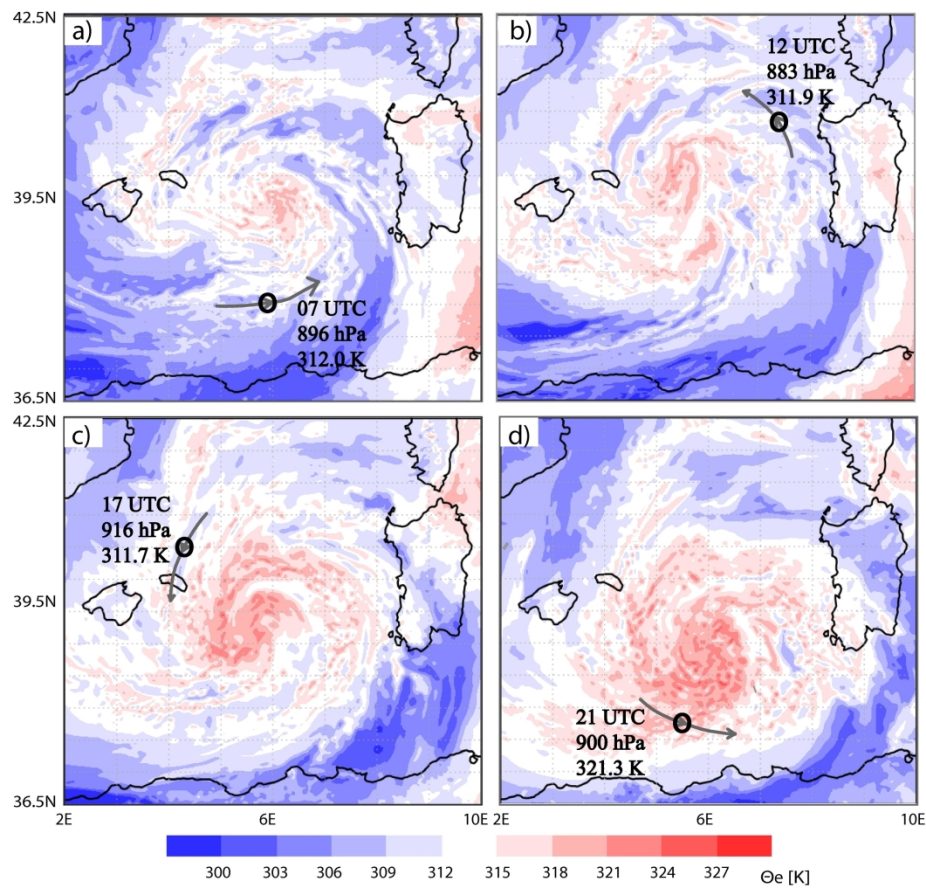 42.5N
a)
39.5N
07 UTC
896 hPa
312.0 K
36.5N
b)
12 UTC
883 hPa
311.9 K
42.5N
c)
17 UTC
916 hPa
311.7 K
39.5N
36.5N
2E
6E
10E
d)
21 UTC
900 hPa
321.3 K
2E
6E
10E
300
303
306
309
312
315
318
321
324
327
Θe [K]